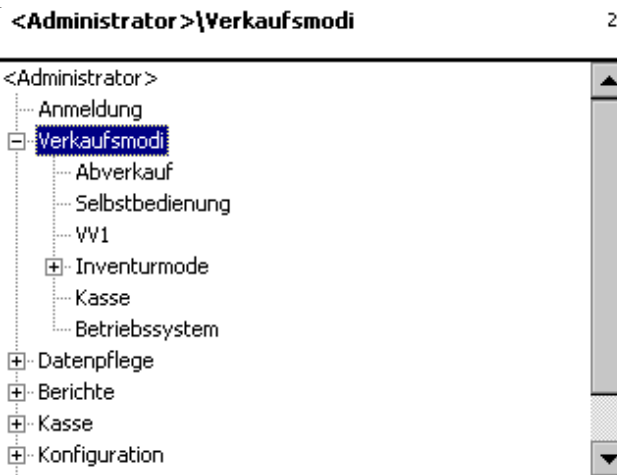 <Administrator>\Verkaufsmodi 2
<Administrator>
Anmeldung
Verkaufsmodi
Abverkauf
Selbstbedienung
VV1
Inventurmode
Kasse
Betriebssystem
Datenpflege
Berichte
Kasse
Konfiguration